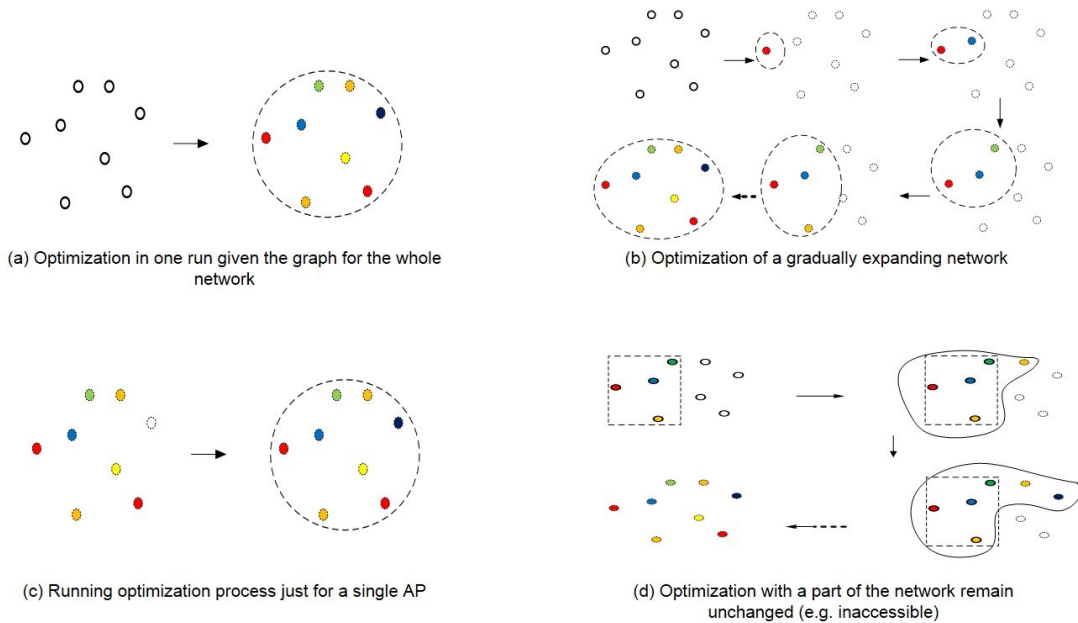 (a) Optimization in one run given the graph for the whole
network
(b) Optimization of a gradually expanding network
(c) Running optimization process just for a single AP
(d) Optimization with a part of the network remain
unchanged (e.g. inaccessible)